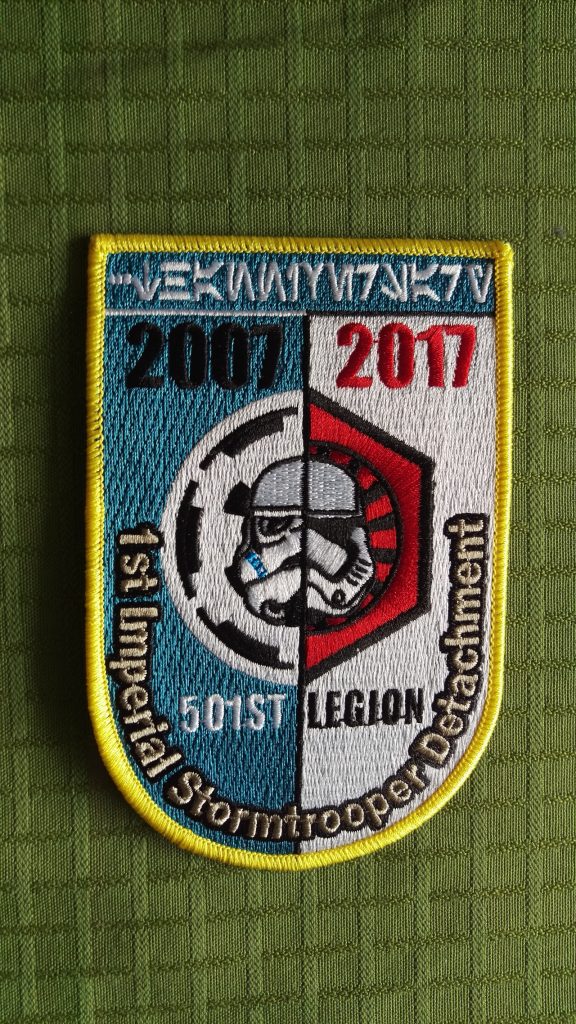 2007 2017
501ST LEGION
1st Imperial Stormtrooper Detachment